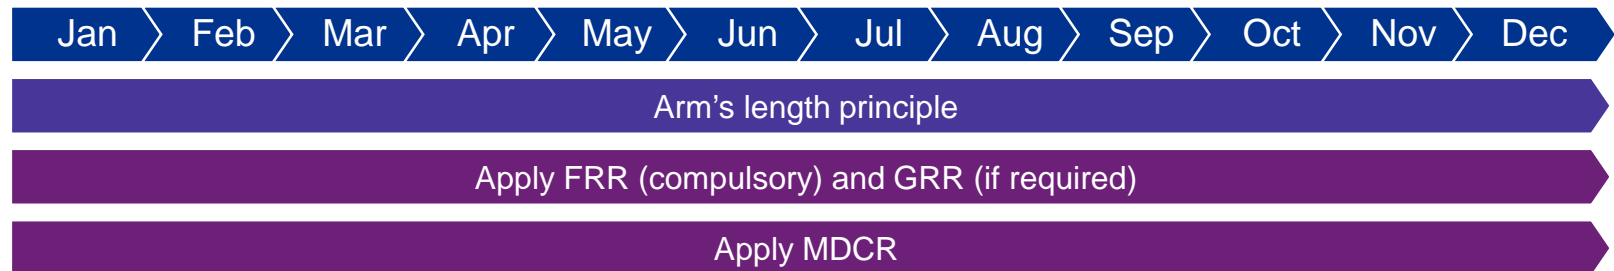 Jan Feb Mar Apr May Jun Jul Aug Sep Oct Nov Dec
Arm's length principle
Apply FRR (compulsory) and GRR (if required)
Apply MDCR